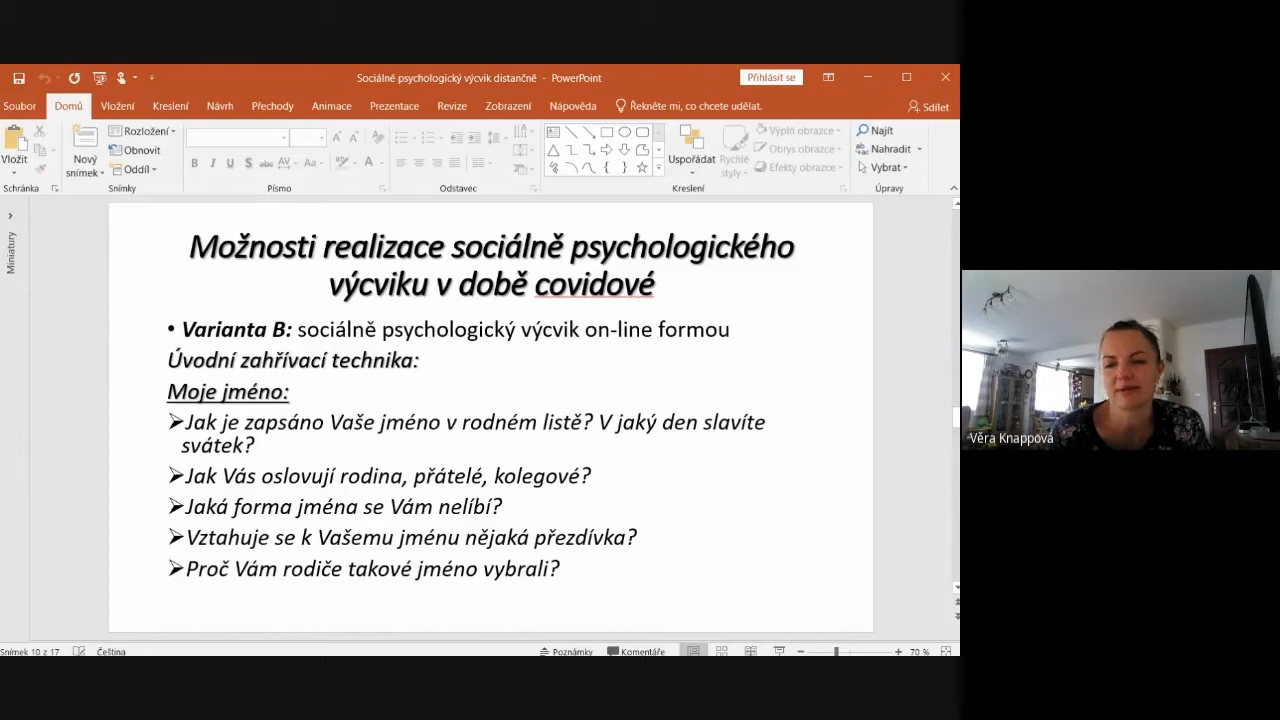 Sociálně psychologický výcvik distančně - PowerPoint
Přihlásit se
Soubor Domů Vložení Kreslení Návrh Přechody Animace Prezentace Revize Zobrazení Nápověda Řekněte mi, co chcete udělat. Sdílet
Vložit
Schránka
Nový snímek
Rozložení
Obnovit
Oddíl
Snímky
B I U S abc AV Aa A
Písmo
Odstavec
Uspořádat
Rychlé styly
Výplň obrazce
Obrys obrazce
Efekty obrazce
Kreslení
Najít
Nahradit
Vybrat
Úpravy
Miniatury
Možnosti realizace sociálně psychologického
výcviku v době covidové
• Varianta B: sociálně psychologický výcvik on-line formou
Úvodní zahřívací technika:
Moje jméno:
➢Jak je zapsáno Vaše jméno v rodném listě? V jaký den slavíte
svátek?
➢Jak Vás oslovují rodina, přátelé, kolegové?
➢Jaká forma jména se Vám nelíbí?
➢Vztahuje se k Vašemu jménu nějaká přezdívka?
➢Proč Vám rodiče takové jméno vybrali?
Věra Knappová
Snímek 10 z 17 Čeština Poznámky Komentáře 70 %